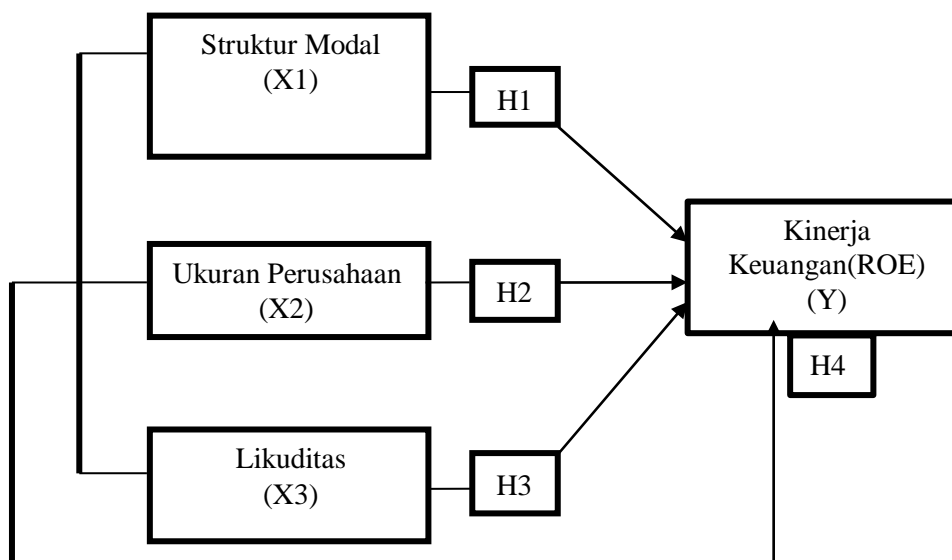 Struktur Modal
(X1)
H1
Ukuran Perusahaan
(X2)
H2
Likuditas
(X3)
H3
Kinerja
Keuangan(ROE)
(Y)
H4